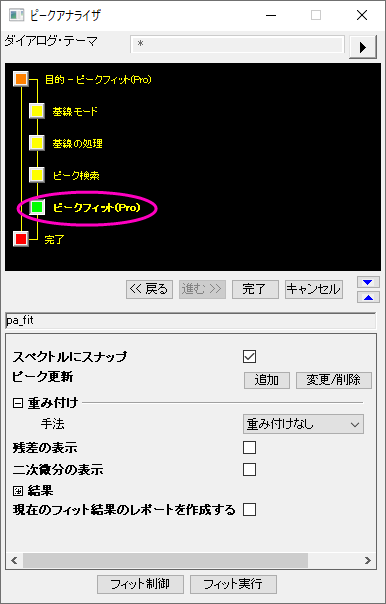 ピークアナライザ
ダイアログ・テーマ *
目的 - ピークフィット(Pro)
基線モード
基線の処理
ピーク検索
ピークフィット(Pro)
完了
<< 戻る 進む >> 完了 キャンセル
pa_fit
スペクトルにスナップ
ピーク更新 追加 変更/削除
重み付け
手法 重み付けなし
残差の表示
二次微分の表示
結果
現在のフィット結果のレポートを作成する
フィット制御 フィット実行